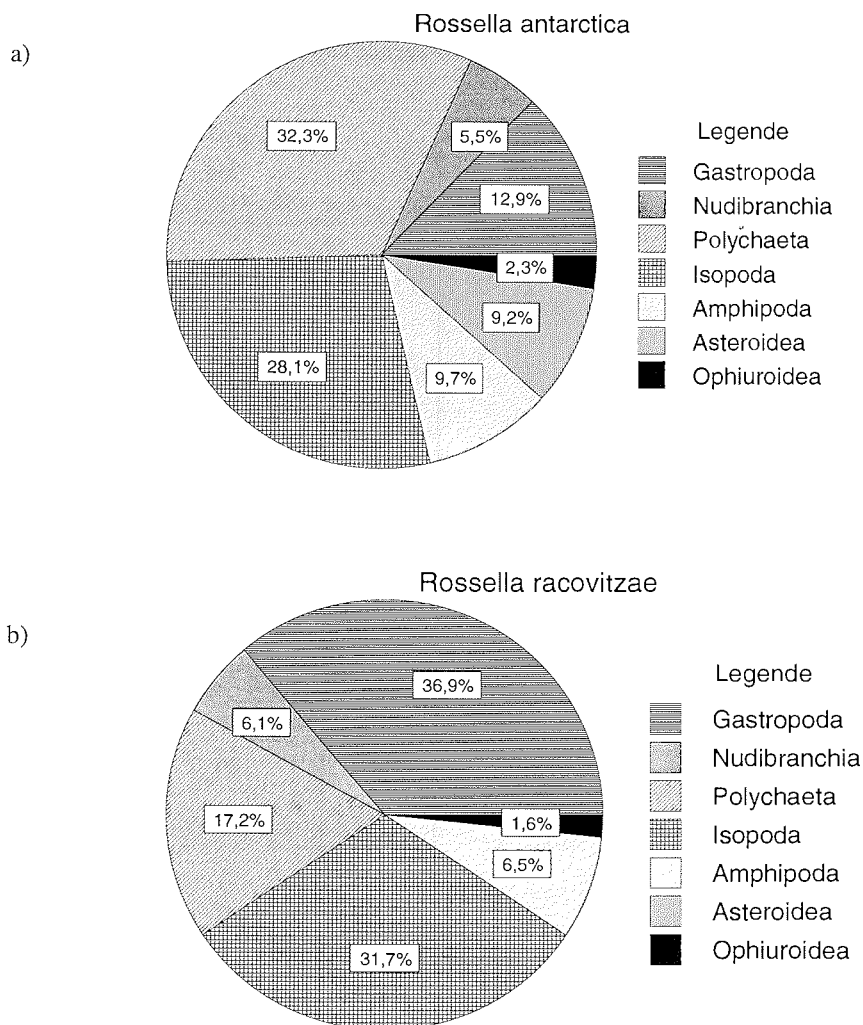 Rossella antarctica
a)
32,3%
5,5%
12,9%
2,3%
9,2%
9,7%
28,1%
Legende
Gastropoda
Nudibranchia
Polychaeta
Isopoda
Amphipoda
Asteroidea
Ophiuroidea
Rossella racovitzae
b)
36,9%
6,1%
17,2%
1,6%
6,5%
31,7%
Legende
Gastropoda
Nudibranchia
Polychaeta
Isopoda
Amphipoda
Asteroidea
Ophiuroidea